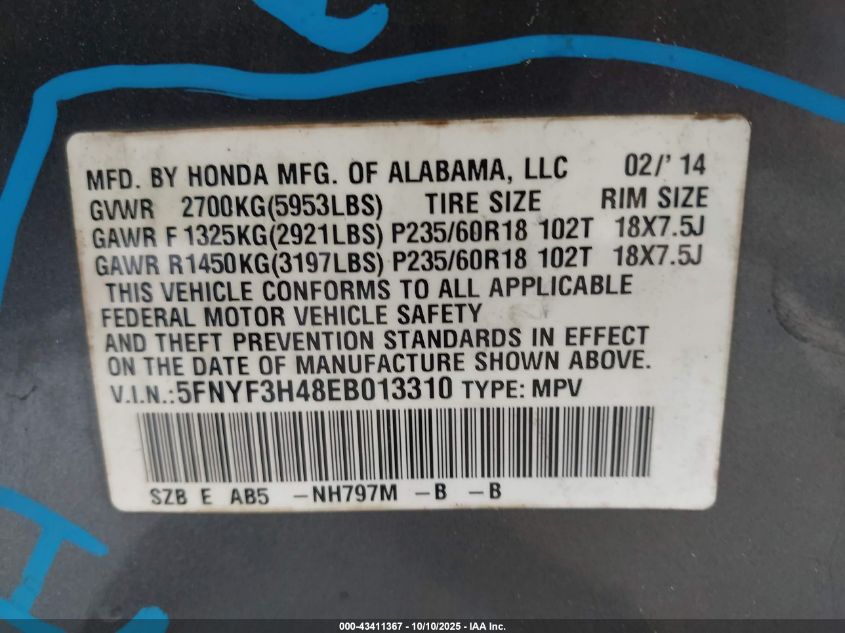 MFD. BY HONDA MFG. OF ALABAMA, LLC 02/' 14
GVWR 2700KG(5953LBS) TIRE SIZE RIM SIZE
GAWR F 1325KG(2921LBS) P235/60R18 102T 18X7.5J
GAWR R1450KG(3197LBS) P235/60R18 102T 18X7.5J
THIS VEHICLE CONFORMS TO ALL APPLICABLE
FEDERAL MOTOR VEHICLE SAFETY
AND THEFT PREVENTION STANDARDS IN EFFECT
ON THE DATE OF MANUFACTURE SHOWN ABOVE.
V.I.N.:5FNYF3H48EB013310 TYPE: MPV
SZB E AB5 -NH797M -B -B
000-43411367 - 10/10/2025 - IAA Inc.